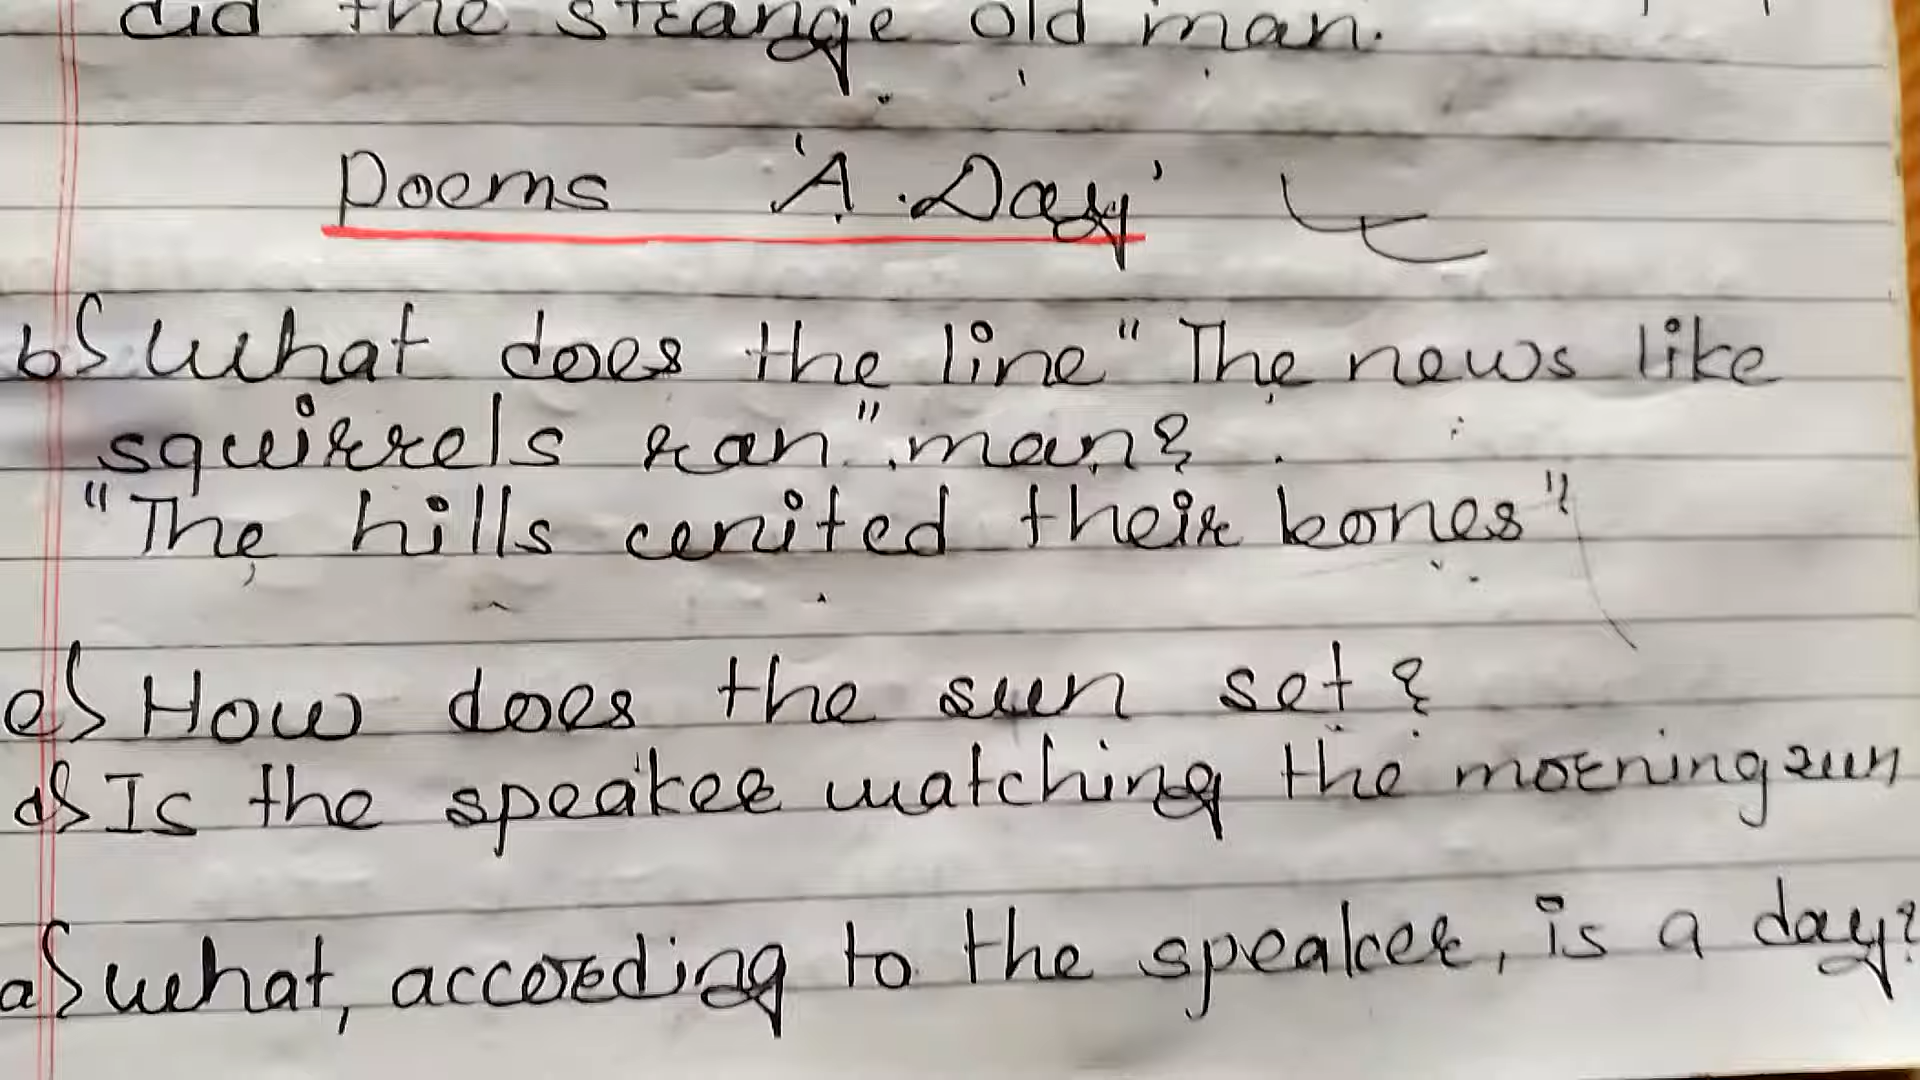 did the strange old man.
Poems 'A Day'
b) What does the line "The news like
squirrels ran" man?
"The hills cenited their bones"
e) How does the sun set?
d) Is the speaker watching the morning sun
a) what, according to the speaker, is a day?